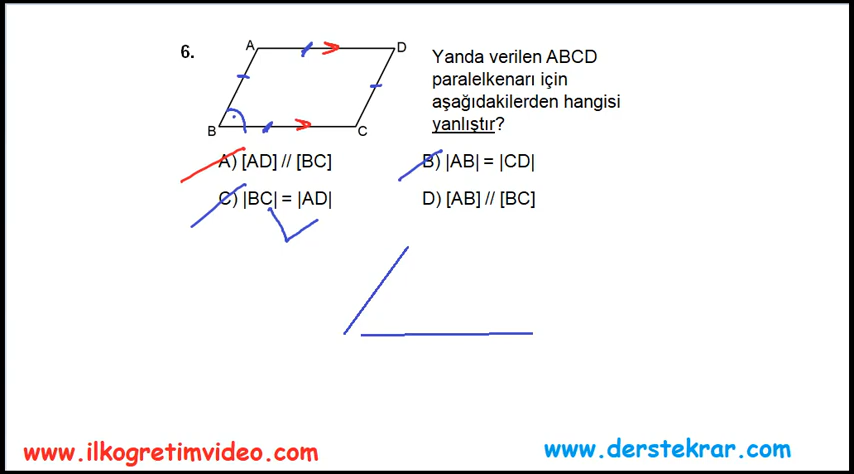 6.
A
D
B
C
Yanda verilen ABCD
paralelkenarı için
aşağıdakilerden hangisi
yanlıştır?
A) [AD] // [BC]
B) |AB| = |CD|
C) |BC| = |AD|
D) [AB] // [BC]
www.ilkogretimvideo.com
www.derstekrar.com